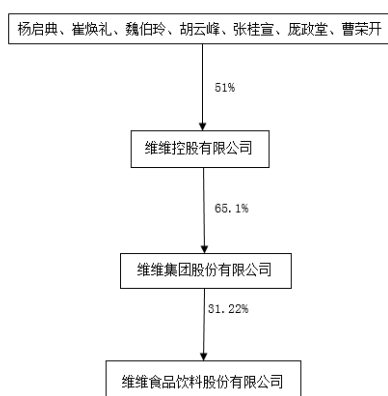 杨启典、崔焕礼、魏伯玲、胡云峰、张桂宣、庞政堂、曹荣开
51%
维维控股有限公司
65.1%
维维集团股份有限公司
31.22%
维维食品饮料股份有限公司